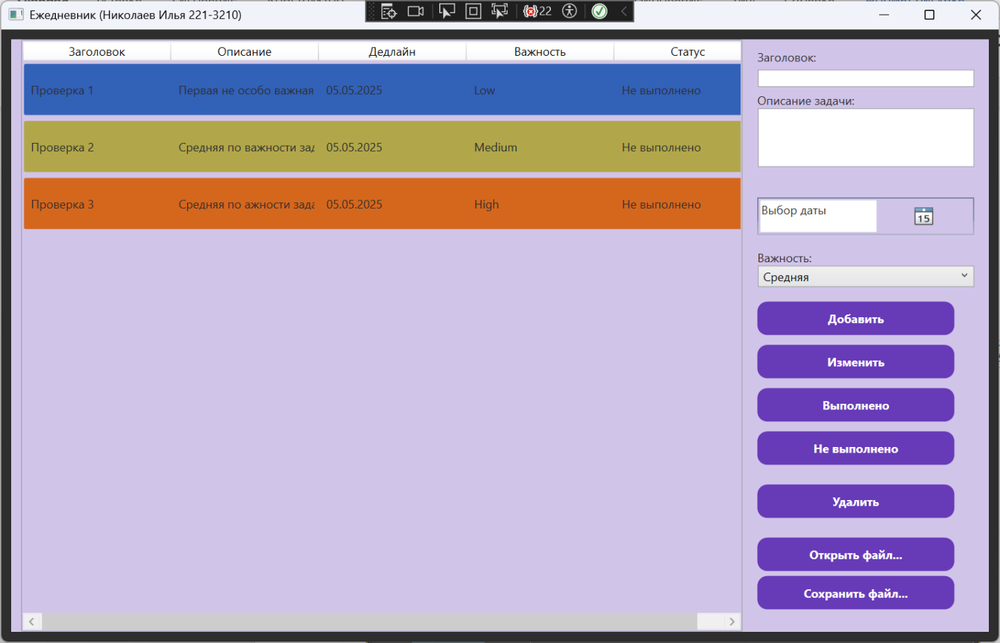 Ежедневник (Николаев Илья 221-3210)
22
Заголовок Описание Дедлайн Важность Статус
Проверка 1 Первая не особо важная 05.05.2025 Low Не выполнено
Проверка 2 Средняя по важности зад 05.05.2025 Medium Не выполнено
Проверка 3 Средняя по ажности зада 05.05.2025 High Не выполнено
Заголовок:
Описание задачи:
Выбор даты
15
Важность:
Средняя
Добавить
Изменить
Выполнено
Не выполнено
Удалить
Открыть файл...
Сохранить файл...